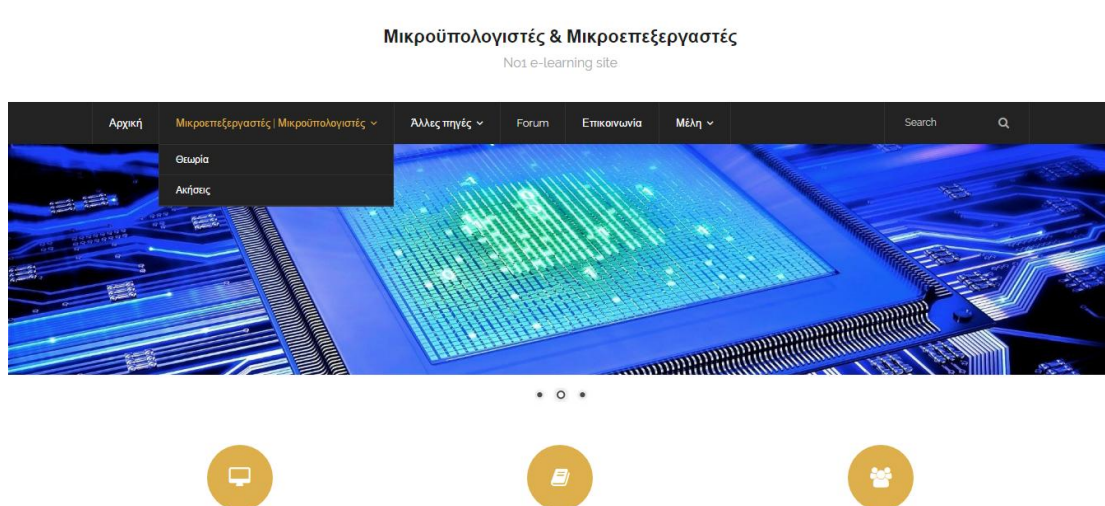 Μικροϋπολογιστές & Μικροεπεξεργαστές
No1 e-learning site
Αρχική Μικροεπεξεργαστές | Μικροϋπολογιστές Άλλες πηγές Forum Επικοινωνία Μέλη Search
Θεωρία
Ακήσεις